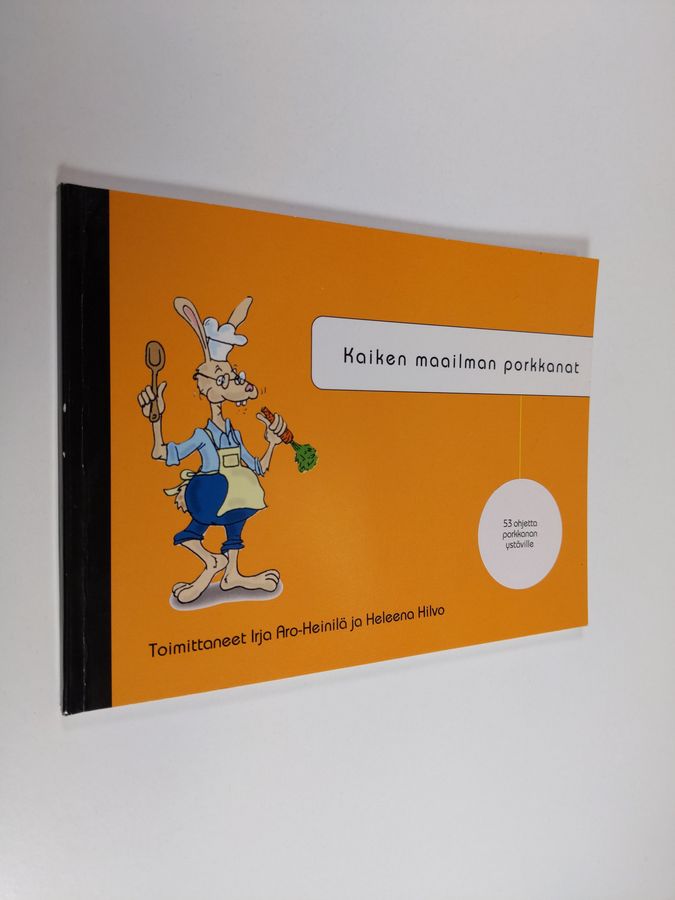 Kaiken maailman porkkanat
53 ohjetta
porkkanan
ystäville
Toimittaneet Irja Aro-Heinilä ja Heleena Hilvo